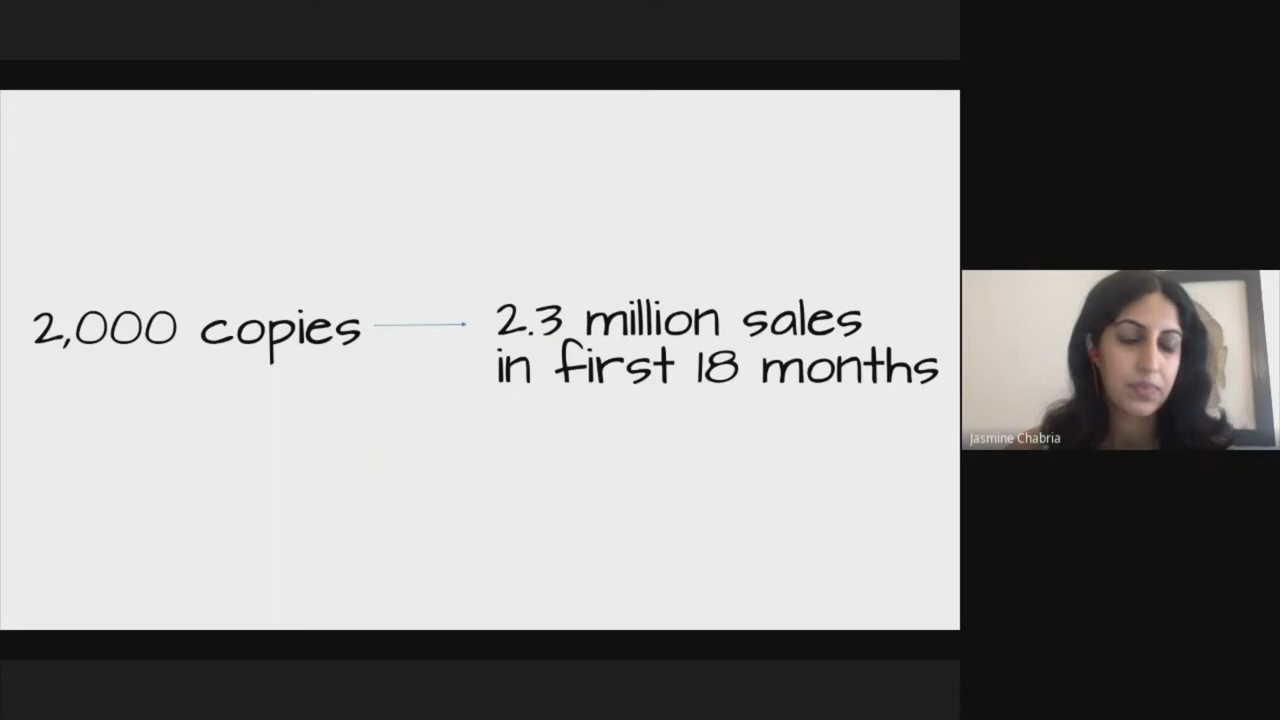 2,000 copies
2.3 million sales
in first 18 months
Jasmine Chabria